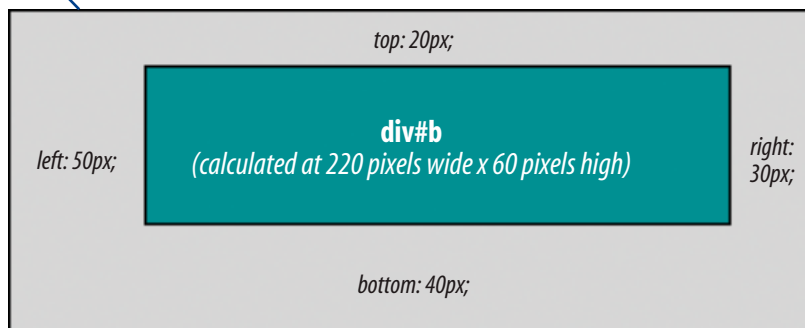 top: 20px;
div#b
(calculated at 220 pixels wide x 60 pixels high)
left: 50px;
right:
30px;
bottom: 40px;